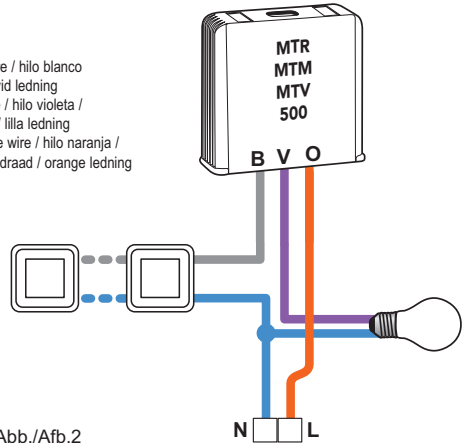 MTR
MTM
MTV
500
B V O
/ hilo blanco
ledning
/ hilo violeta /
/ lilla ledning
wire / hilo naranja /
draad / orange ledning
N L
Abb./Afb.2